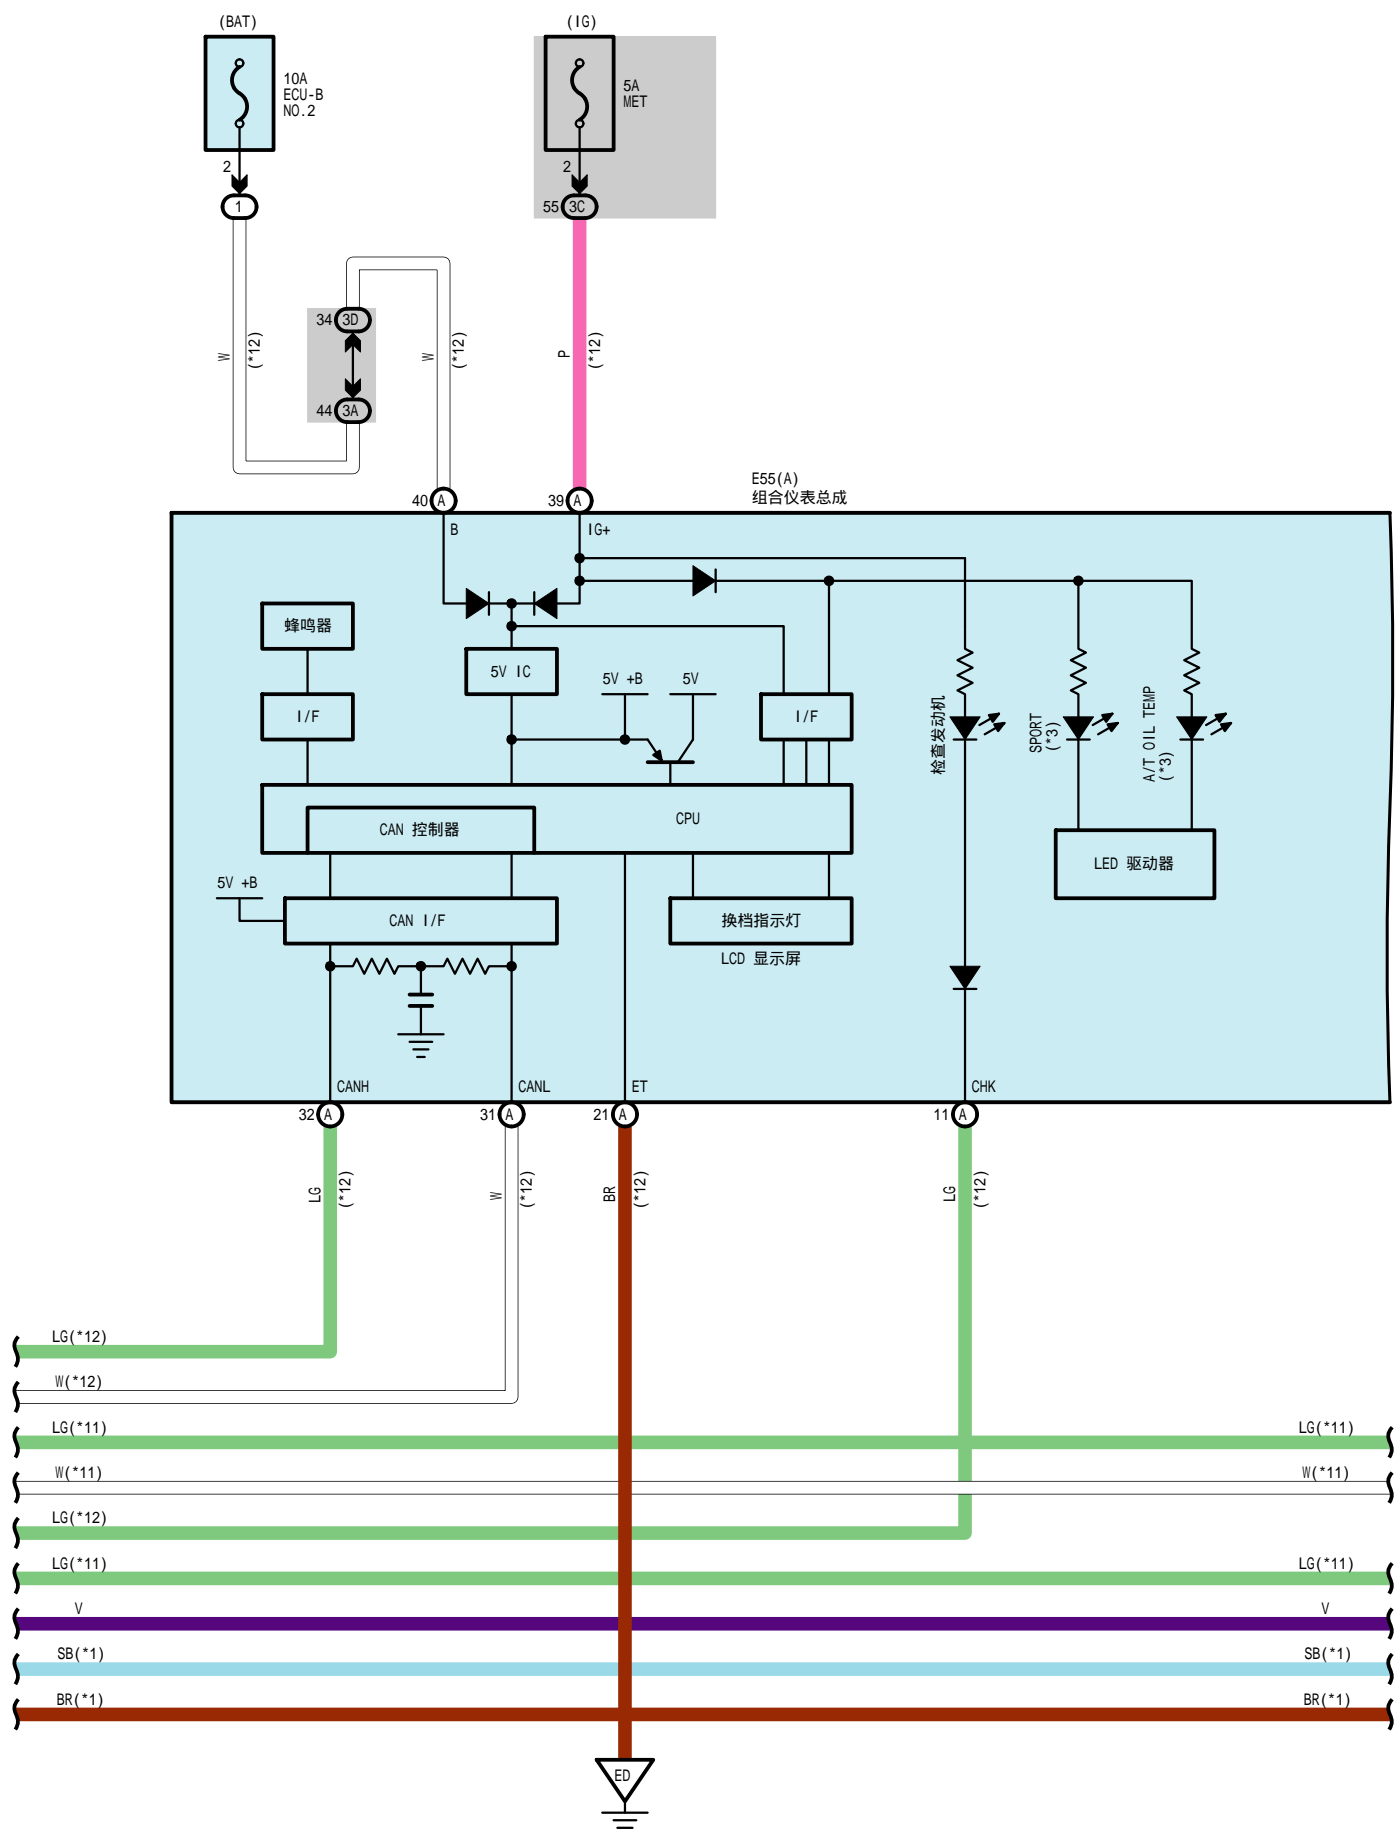 (BAT)
(IG)
10A
ECU-B
NO.2
5A
MET
2
2
1
55 3C
34 3D
W
(*12)
W
(*12)
P
(*12)
44 3A
E55(A)
组合仪表总成
40 A
39 A
B
IG+
蜂鸣器
5V IC
5V +B
5V
I/F
I/F
检查发动机
SPORT
(*3)
A/T OIL TEMP
(*3)
CPU
CAN 控制器
LED 驱动器
5V +B
CAN I/F
换档指示灯
LCD 显示屏
CANH
CANL
ET
CHK
32 A
31 A
21 A
11 A
LG
(*12)
W
(*12)
BR
(*12)
LG
(*12)
LG(*12)
W(*12)
LG(*11)
LG(*11)
W(*11)
W(*11)
LG(*12)
LG(*11)
LG(*11)
V
V
SB(*1)
SB(*1)
BR(*1)
BR(*1)
ED